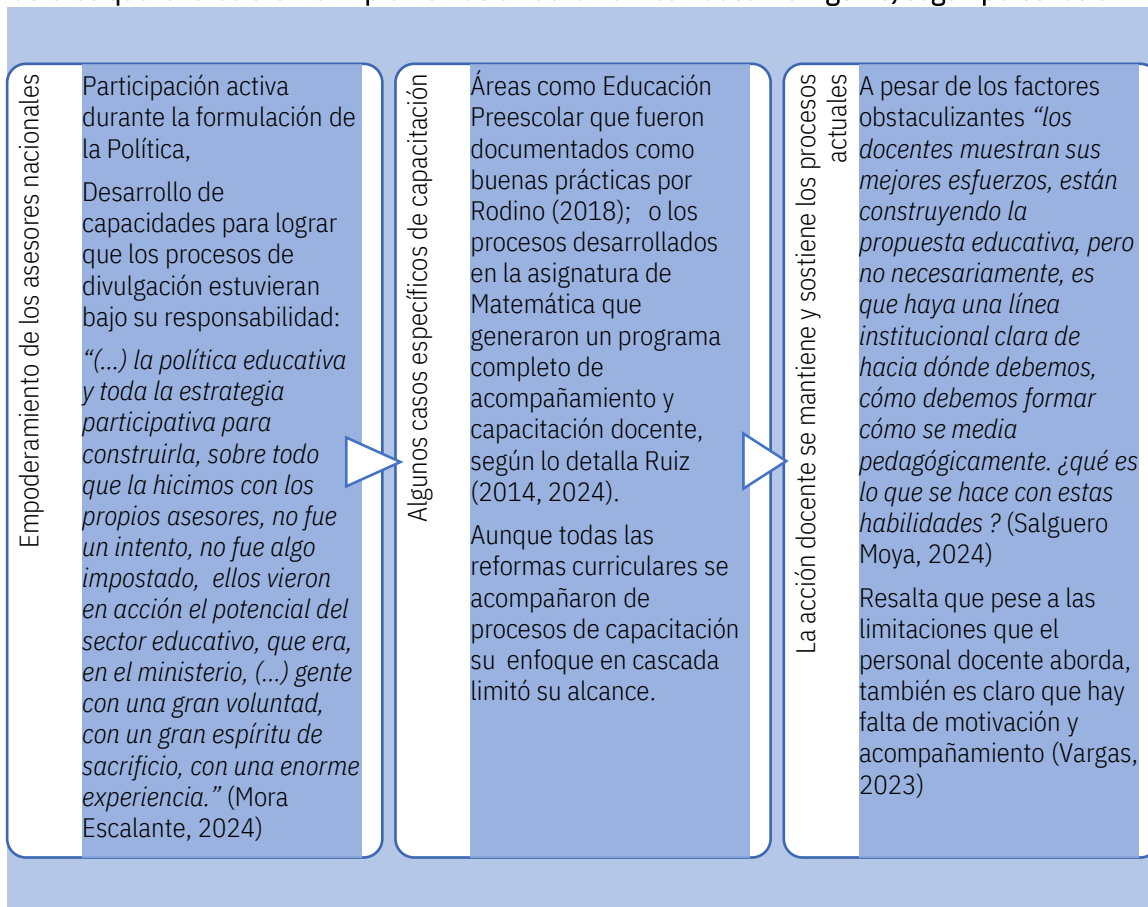 Empoderamiento de los asesores nacionales
Participación activa
durante la formulación de
la Política,
Desarrollo de
capacidades para lograr
que los procesos de
divulgación estuvieran
bajo su responsabilidad:
“(...) la política educativa
y toda la estrategia
participativa para
construirla, sobre todo
que la hicimos con los
propios asesores, no fue
un intento, no fue algo
impostado, ellos vieron
en acción el potencial del
sector educativo, que era,
en el ministerio, (...) gente
con una gran voluntad,
con un gran espíritu de
sacrificio, con una enorme
experiencia.” (Mora
Escalante, 2024)
Algunos casos específicos de capacitación
Áreas como Educación
Preescolar que fueron
documentados como
buenas prácticas por
Rodino (2018); o los
procesos desarrollados
en la asignatura de
Matemática que
generaron un programa
completo de
acompañamiento y
capacitación docente,
según lo detalla Ruiz
(2014, 2024).
Aunque todas las
reformas curriculares se
acompañaron de
procesos de capacitación
su enfoque en cascada
limitó su alcance.
La acción docente se mantiene y sostiene los procesos
actuales
A pesar de los factores
obstaculizantes “los
docentes muestran sus
mejores esfuerzos, están
construyendo la
propuesta educativa, pero
no necesariamente, es
que haya una línea
institucional clara de
hacia dónde debemos,
cómo debemos formar
cómo se media
pedagógicamente. ¿qué es
lo que se hace con estas
habilidades ? (Salguero
Moya, 2024)
Resalta que pese a las
limitaciones que el
personal docente aborda,
también es claro que hay
falta de motivación y
acompañamiento (Vargas,
2023)